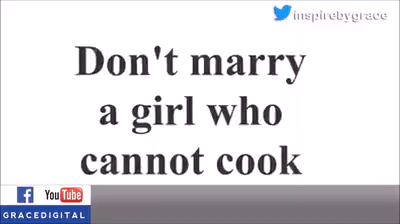 inspirebygrace
Don't marry
a girl who
cannot cook
f You Tube
GRACEDIGITAL